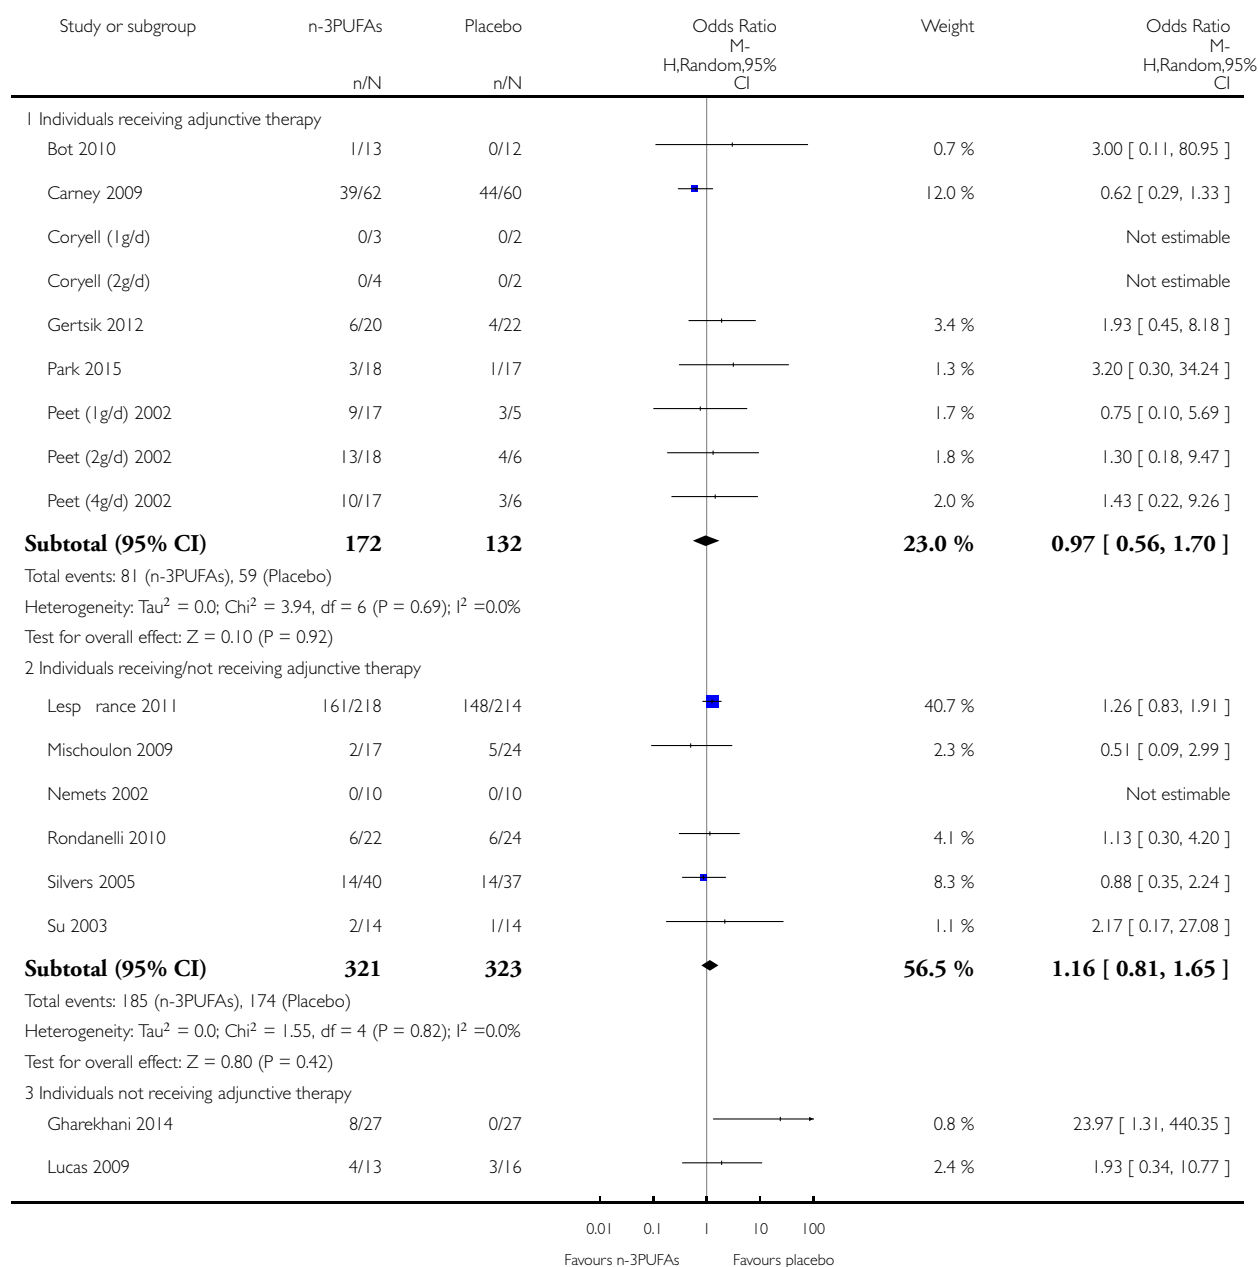 Study or subgroup n-3PUFAs Placebo Odds Ratio Weight Odds Ratio
M- M-
H,Random,95% H,Random,95%
n/N n/N CI CI
1 Individuals receiving adjunctive therapy
Bot 2010 1/13 0/12 0.7 % 3.00 [ 0.11, 80.95 ]
Carney 2009 39/62 44/60 12.0 % 0.62 [ 0.29, 1.33 ]
Coryell (1g/d) 0/3 0/2 Not estimable
Coryell (2g/d) 0/4 0/2 Not estimable
Gertsik 2012 6/20 4/22 3.4 % 1.93 [ 0.45, 8.18 ]
Park 2015 3/18 1/17 1.3 % 3.20 [ 0.30, 34.24 ]
Peet (1g/d) 2002 9/17 3/5 1.7 % 0.75 [ 0.10, 5.69 ]
Peet (2g/d) 2002 13/18 4/6 1.8 % 1.30 [ 0.18, 9.47 ]
Peet (4g/d) 2002 10/17 3/6 2.0 % 1.43 [ 0.22, 9.26 ]
Subtotal (95% CI) 172 132 23.0 % 0.97 [ 0.56, 1.70 ]
Total events: 81 (n-3PUFAs), 59 (Placebo)
Heterogeneity: Tau² = 0.0; Chi² = 3.94, df = 6 (P = 0.69); I² =0.0%
Test for overall effect: Z = 0.10 (P = 0.92)
2 Individuals receiving/not receiving adjunctive therapy
Lesp rance 2011 161/218 148/214 40.7 % 1.26 [ 0.83, 1.91 ]
Mischoulon 2009 2/17 5/24 2.3 % 0.51 [ 0.09, 2.99 ]
Nemets 2002 0/10 0/10 Not estimable
Rondanelli 2010 6/22 6/24 4.1 % 1.13 [ 0.30, 4.20 ]
Silvers 2005 14/40 14/37 8.3 % 0.88 [ 0.35, 2.24 ]
Su 2003 2/14 1/14 1.1 % 2.17 [ 0.17, 27.08 ]
Subtotal (95% CI) 321 323 56.5 % 1.16 [ 0.81, 1.65 ]
Total events: 185 (n-3PUFAs), 174 (Placebo)
Heterogeneity: Tau² = 0.0; Chi² = 1.55, df = 4 (P = 0.82); I² =0.0%
Test for overall effect: Z = 0.80 (P = 0.42)
3 Individuals not receiving adjunctive therapy
Gharekhani 2014 8/27 0/27 0.8 % 23.97 [ 1.31, 440.35 ]
Lucas 2009 4/13 3/16 2.4 % 1.93 [ 0.34, 10.77 ]
0.01 0.1 1 10 100
Favours n-3PUFAs Favours placebo